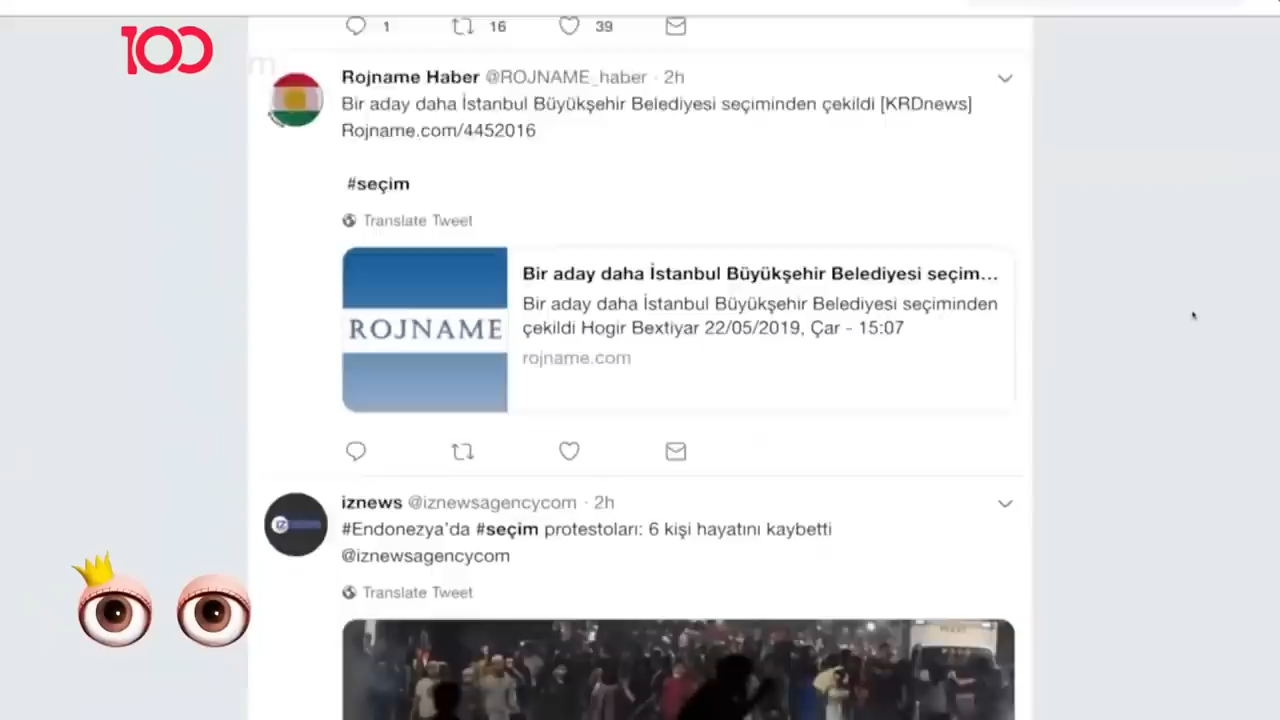 1 16 39
100
m
Rojname Haber @ROJNAME_haber · 2h
Bir aday daha İstanbul Büyükşehir Belediyesi seçiminden çekildi [KRDnews]
Rojname.com/4452016
#seçim
Translate Tweet
ROJNAME
Bir aday daha İstanbul Büyükşehir Belediyesi seçim...
Bir aday daha İstanbul Büyükşehir Belediyesi seçiminden
çekildi Hogir Bextiyar 22/05/2019, Çar - 15:07
rojname.com
iznews @iznewsagencycom · 2h
#Endonezya'da #seçim protestoları: 6 kişi hayatını kaybetti
@iznewsagencycom
Translate Tweet